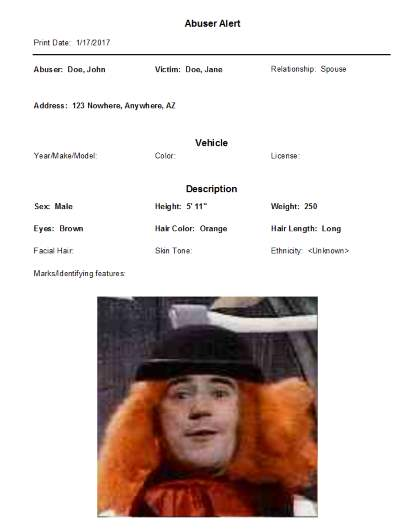 Abuser Alert
Print Date: 1/17/2017
Abuser: Doe, John Victim: Doe, Jane Relationship: Spouse
Address: 123 Nowhere, Anywhere, AZ
Vehicle
Year/Make/Model: Color: License:
Description
Sex: Male Height: 5' 11" Weight: 250
Eyes: Brown Hair Color: Orange Hair Length: Long
Facial Hair: Skin Tone: Ethnicity: <Unknown>
Marks/Identifying features: